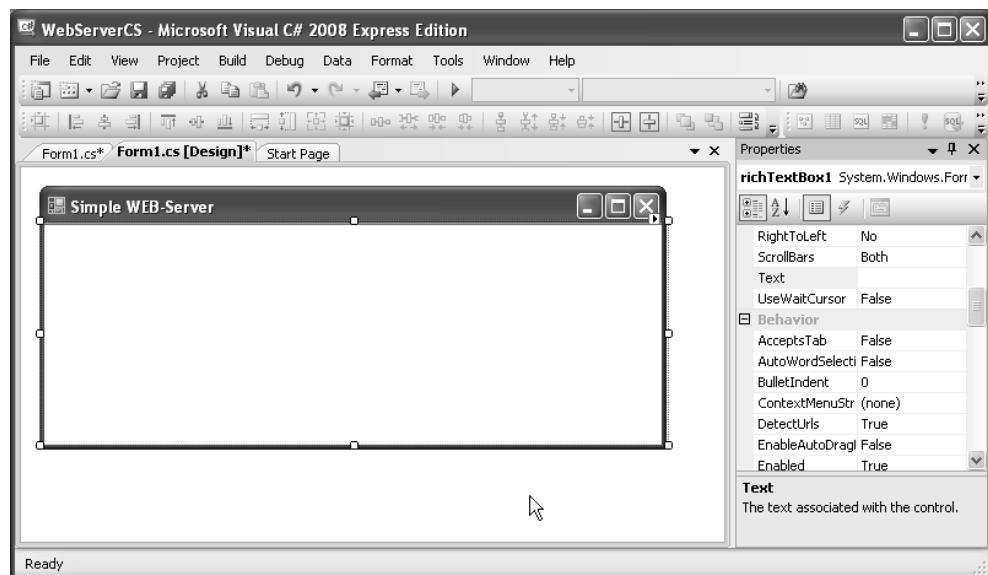 WebServerCS - Microsoft Visual C# 2008 Express Edition
File Edit View Project Build Debug Data Format Tools Window Help
Form1.cs* Form1.cs [Design]* Start Page
Properties
richTextBox1 System.Windows.Forr
Simple WEB-Server
RightToLeft No
ScrollBars Both
Text
UseWaitCursor False
Behavior
AcceptsTab False
AutoWordSelecti False
BulletIndent 0
ContextMenuStr (none)
DetectUrls True
EnableAutoDragl False
Enabled True
Text
The text associated with the control.
Ready